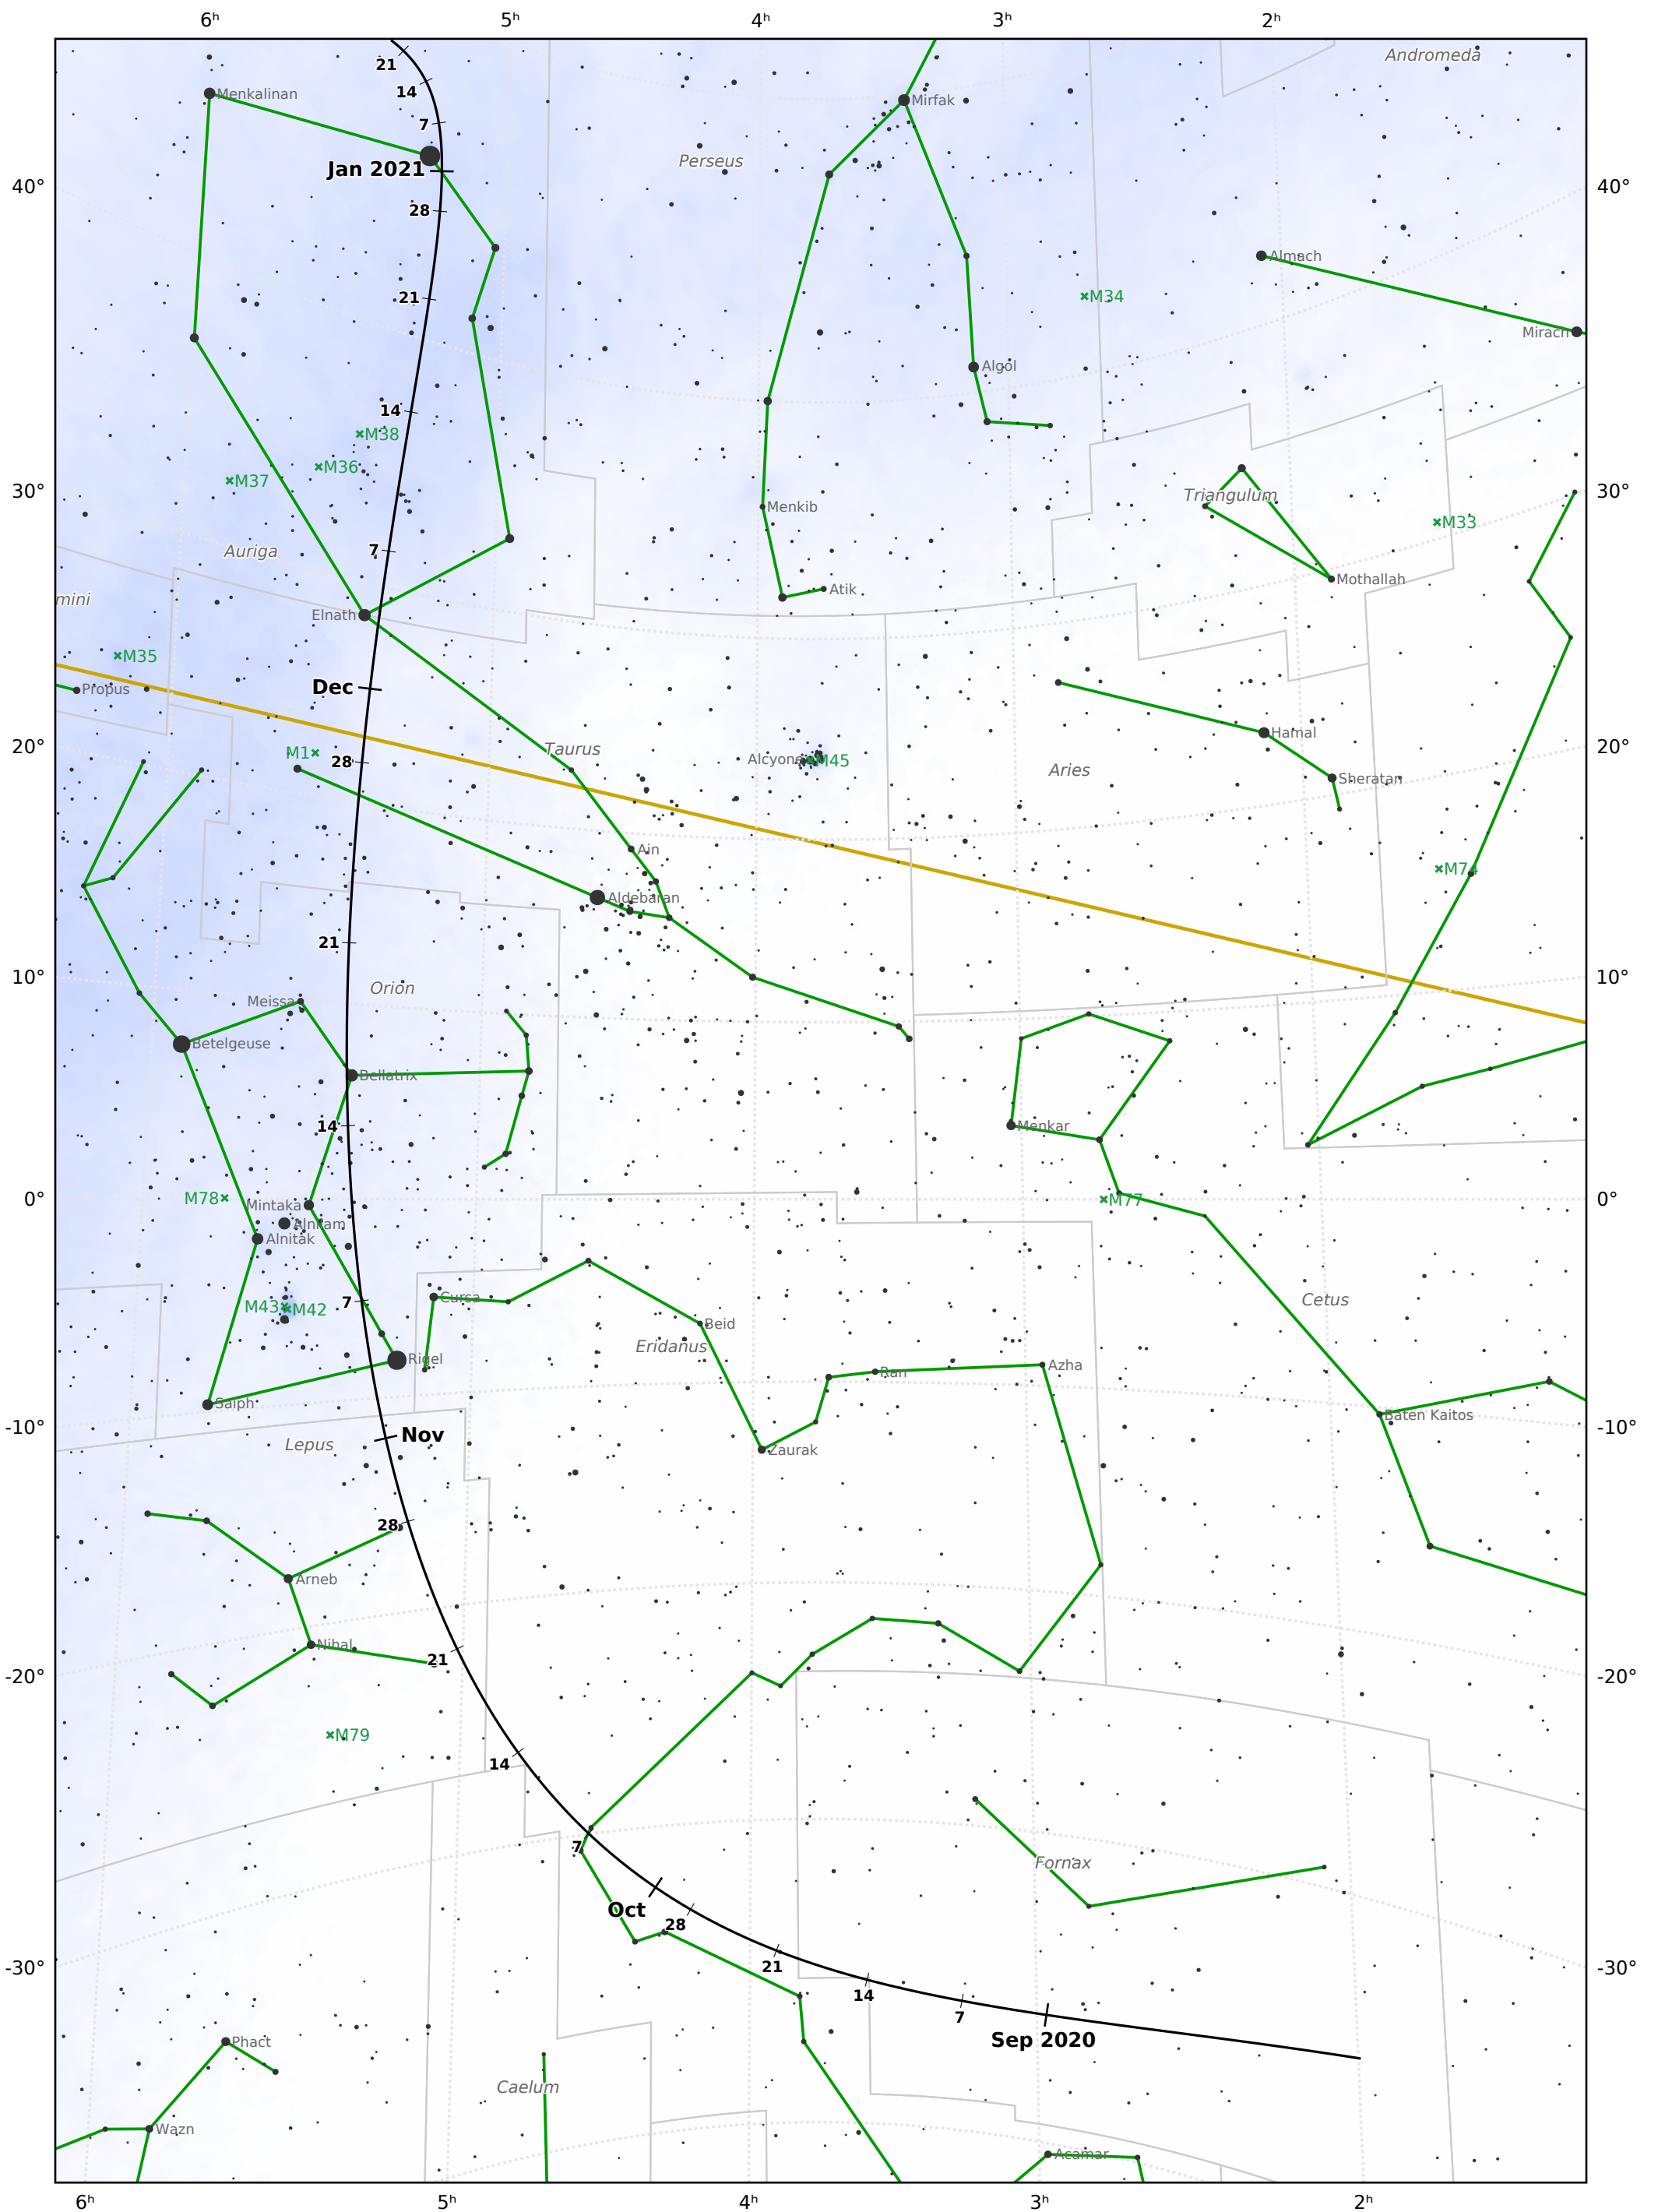 6ʰ 5ʰ 4ʰ 3ʰ 2ʰ
Andromeda
21
14
Menkalinan
Mirfak
7
Perseus
Jan 2021
40° 40°
28
Almach
21
M34
Mirach
Algol
14
M38
M36
M37
30° 30°
Triangulum
Menkib
M33
7
Auriga
Mothallah
Atik
mini
Elnath
M35
Dec
Propus
Hamal
20° 20°
Taurus
M1
28
Alcyone M45
Aries
Sheratan
Ain
M74
Aldebaran
21
10° 10°
Orion
Meissa
Betelgeuse
Bellatrix
14
Menkar
M78
0° 0°
M77
Mintaka
Alnilam
Alnitak
Cursa
Cetus
7
M43 M42
Beid
Eridanus
Rigel
Azha
Ran
Saiph
Baten Kaitos
-10° -10°
Nov
Lepus
Zaurak
28
Arneb
Nihal
21
-20° -20°
M79
14
7
Fornax
Oct
28
21
-30° -30°
14
7
Sep 2020
Phact
Caelum
Wazn
Acamar
6ʰ 5ʰ 4ʰ 3ʰ 2ʰ